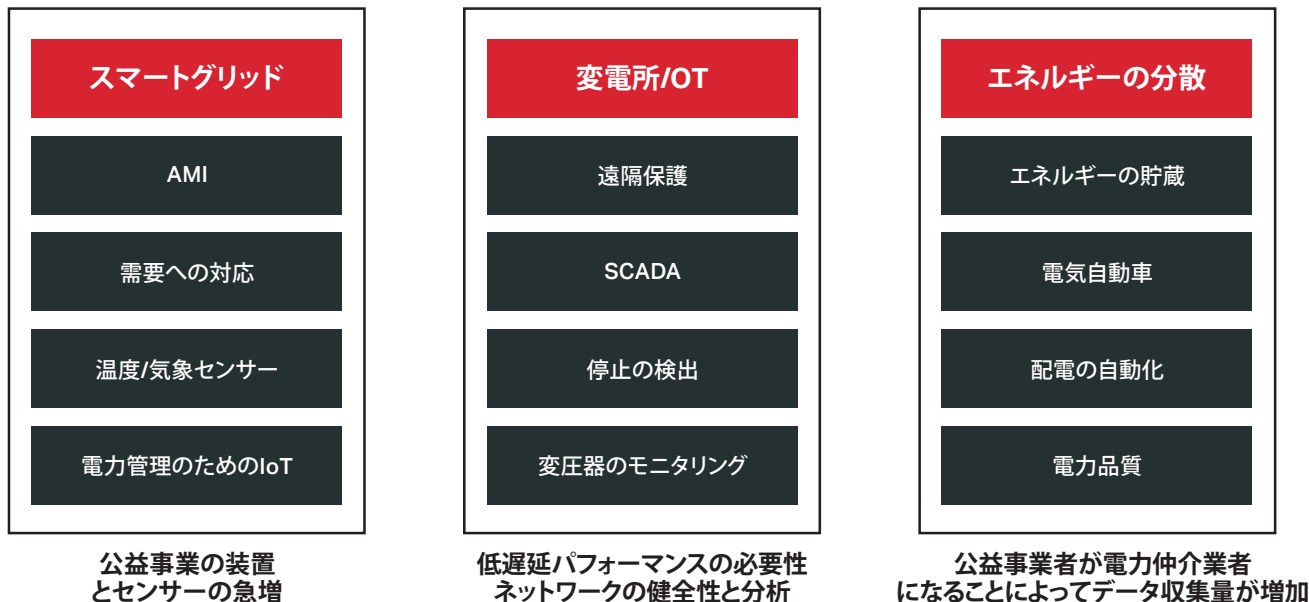 スマートグリッド
AMI
需要への対応
温度/気象センサー
電力管理のためのIoT
公益事業の装置
とセンサーの急増
変電所/OT
遠隔保護
SCADA
停止の検出
変圧器のモニタリング
低遅延パフォーマンスの必要性
ネットワークの健全性と分析
エネルギーの分散
エネルギーの貯蔵
電気自動車
配電の自動化
電力品質
公益事業者が電力仲介業者
になることによってデータ収集量が増加